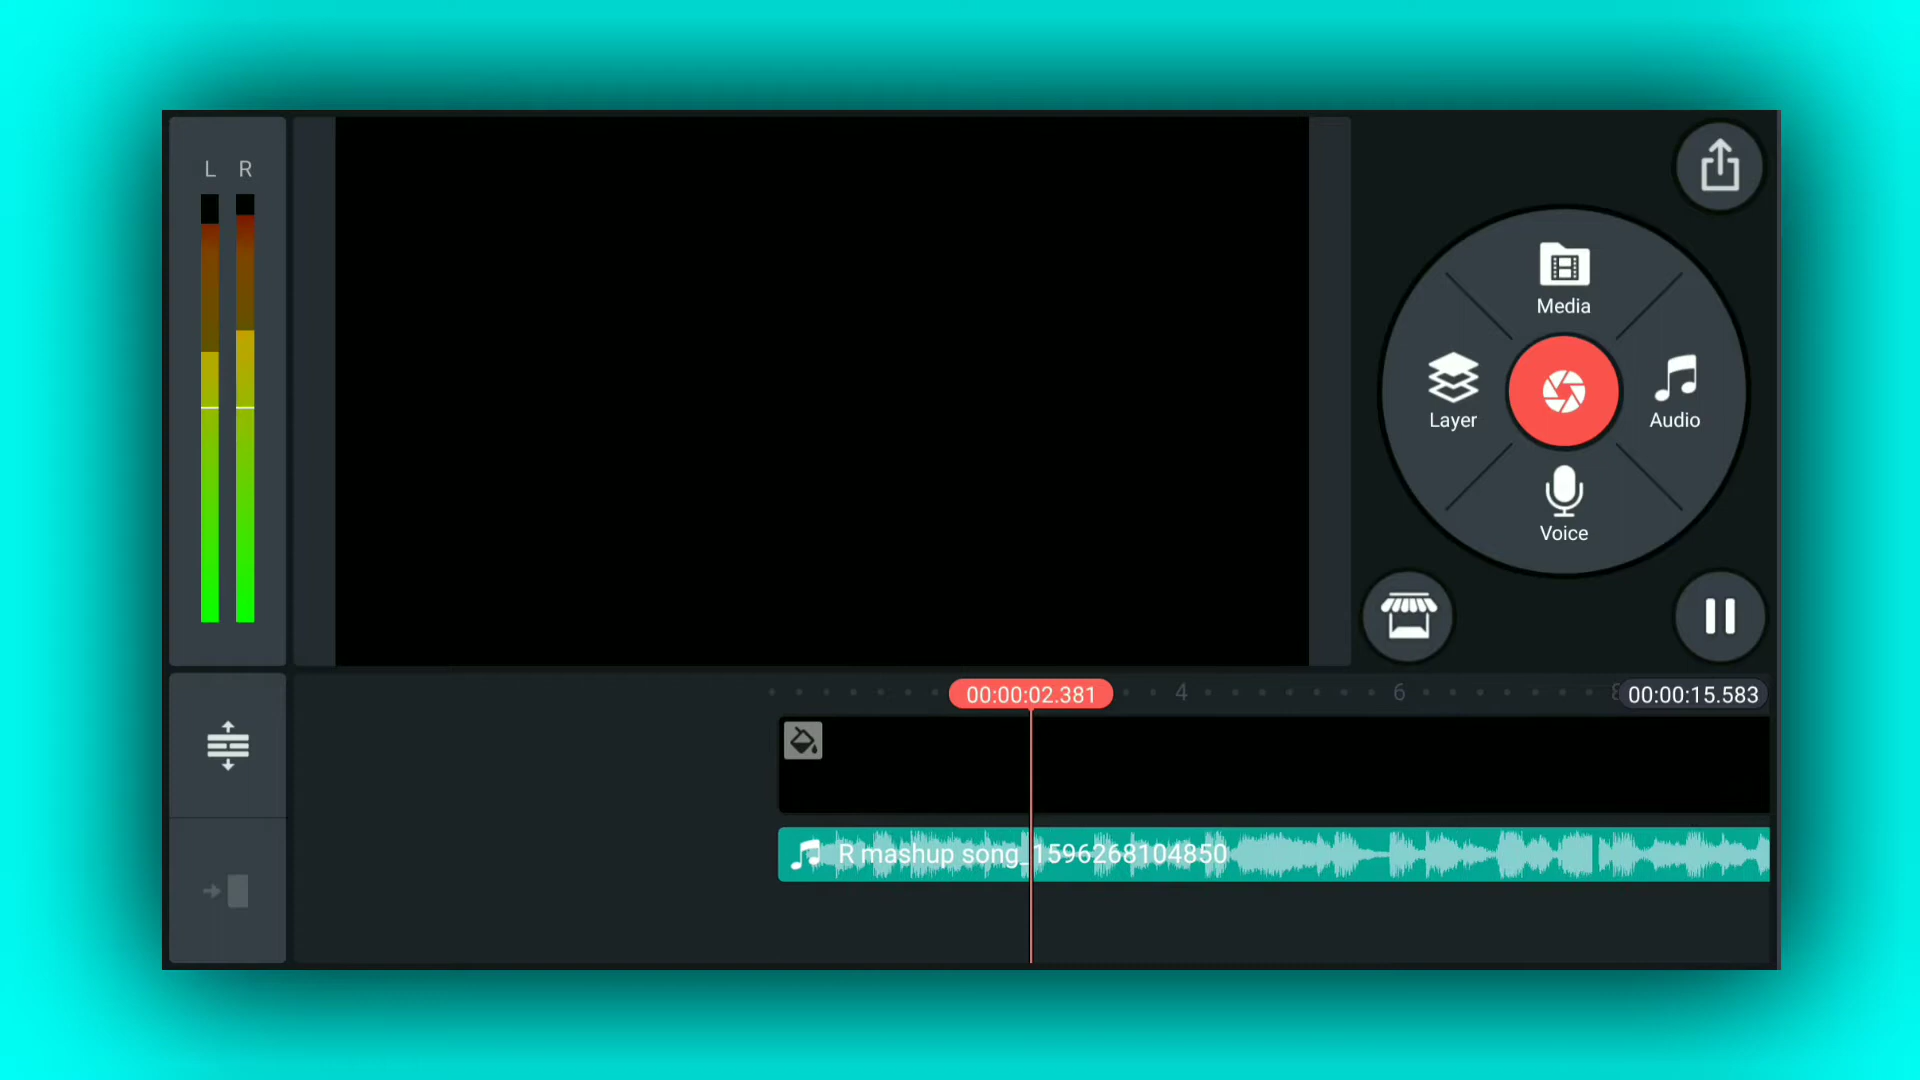 L R
Media
Layer
Audio
Voice
00:00:02.381
4
6
8
00:00:15.583
R mashup song_1596268104850